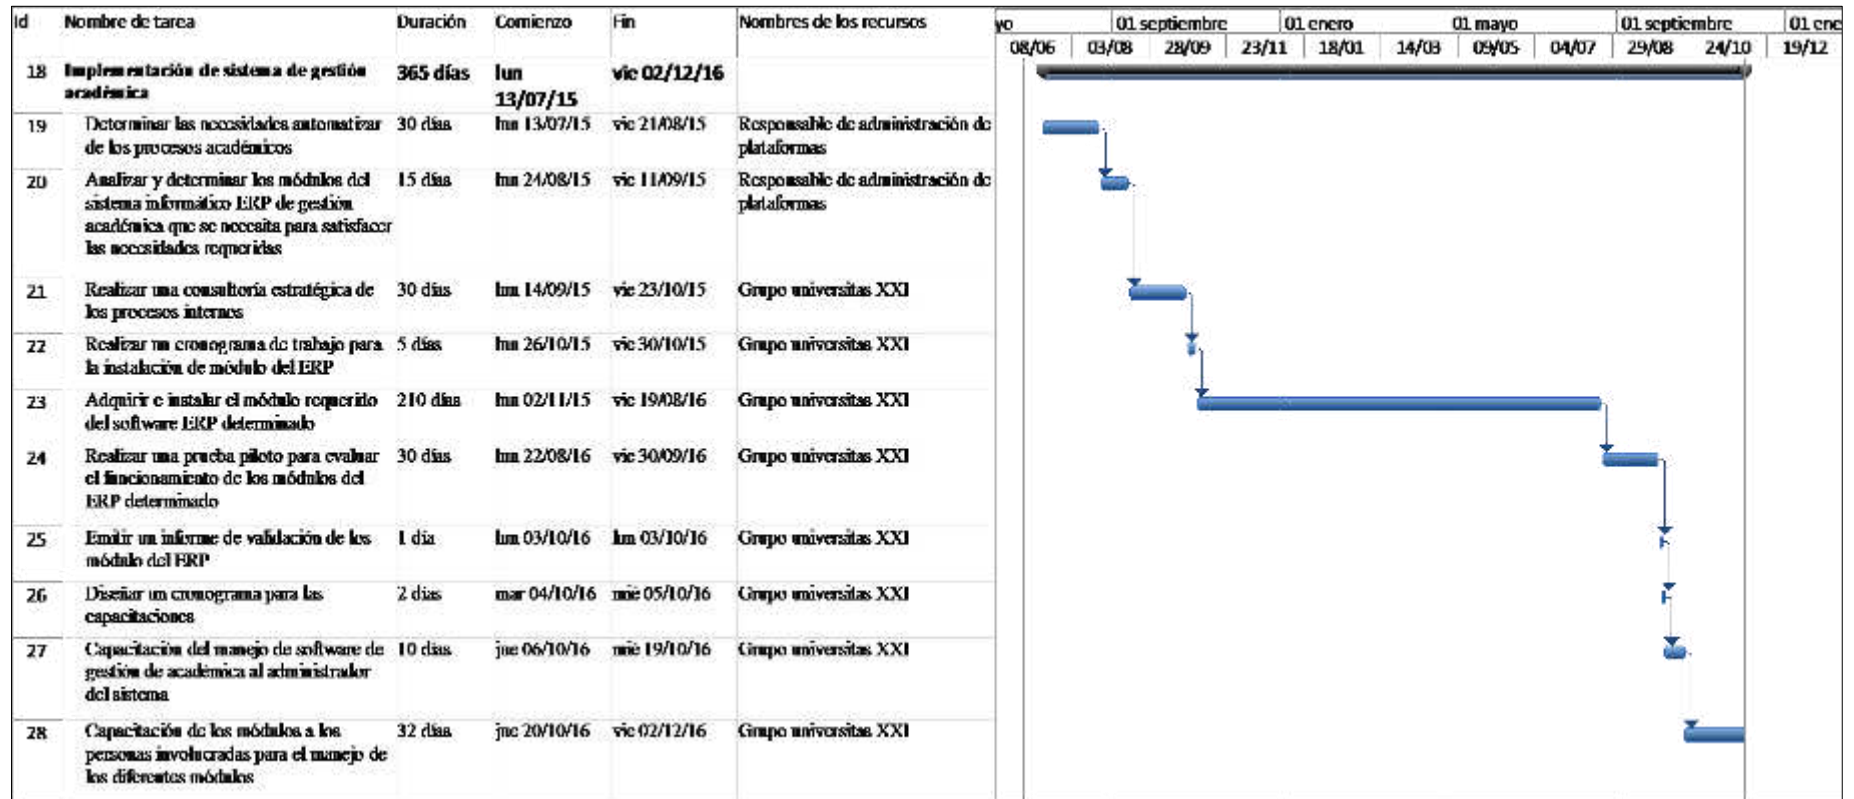 Id Nombre de tarea Duración Comienzo Fin Nombres de los recursos
yo 01 septiembre 01 enero 01 mayo 01 septiembre 01 ene
08/06 03/08 28/09 23/11 18/01 14/03 09/05 04/07 29/08 24/10 19/12
18 Implementación de sistema de gestión 365 días lun vie 02/12/16
académica 13/07/15
19 Determinar las necesidades automatizar 30 días lun 13/07/15 vie 21/08/15 Responsable de administración de
de los procesos académicos plataformas
20 Analizar y determinar los módulos del 15 días lun 24/08/15 vie 11/09/15 Responsable de administración de
sistema informático ERP de gestión plataformas
académica que se necesita para satisfacer
las necesidades requeridas
21 Realizar una consultoría estratégica de 30 días lun 14/09/15 vie 23/10/15 Grupo universitas XXI
los procesos internos
22 Realizar un cronograma de trabajo para 5 días lun 26/10/15 vie 30/10/15 Grupo universitas XXI
la instalación de módulo del ERP
23 Adquirir e instalar el módulo requerido 210 días lun 02/11/15 vie 19/08/16 Grupo universitas XXI
del software ERP determinado
24 Realizar una prueba piloto para evaluar 30 días lun 22/08/16 vie 30/09/16 Grupo universitas XXI
el funcionamiento de los módulos del
ERP determinado
25 Emitir un informe de validación de los 1 día lun 03/10/16 lun 03/10/16 Grupo universitas XXI
módulo del ERP
26 Diseñar un cronograma para las 2 días mar 04/10/16 mié 05/10/16 Grupo universitas XXI
capacitaciones
27 Capacitación del manejo de software de 10 días jue 06/10/16 mié 19/10/16 Grupo universitas XXI
gestión de académica al administrador
del sistema
28 Capacitación de los módulos a los 32 días jue 20/10/16 vie 02/12/16 Grupo universitas XXI
personas involucradas para el manejo de
los diferentes módulos